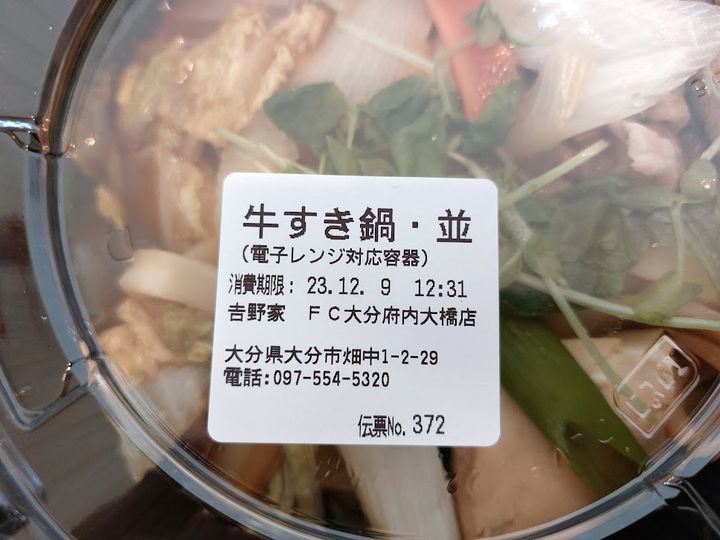 牛すき鍋・並
(電子レンジ対応容器)
消費期限: 23.12. 9 12:31
吉野家 FC大分府内大橋店
大分県大分市畑中1-2-29
電話:097-554-5320
伝票No. 372